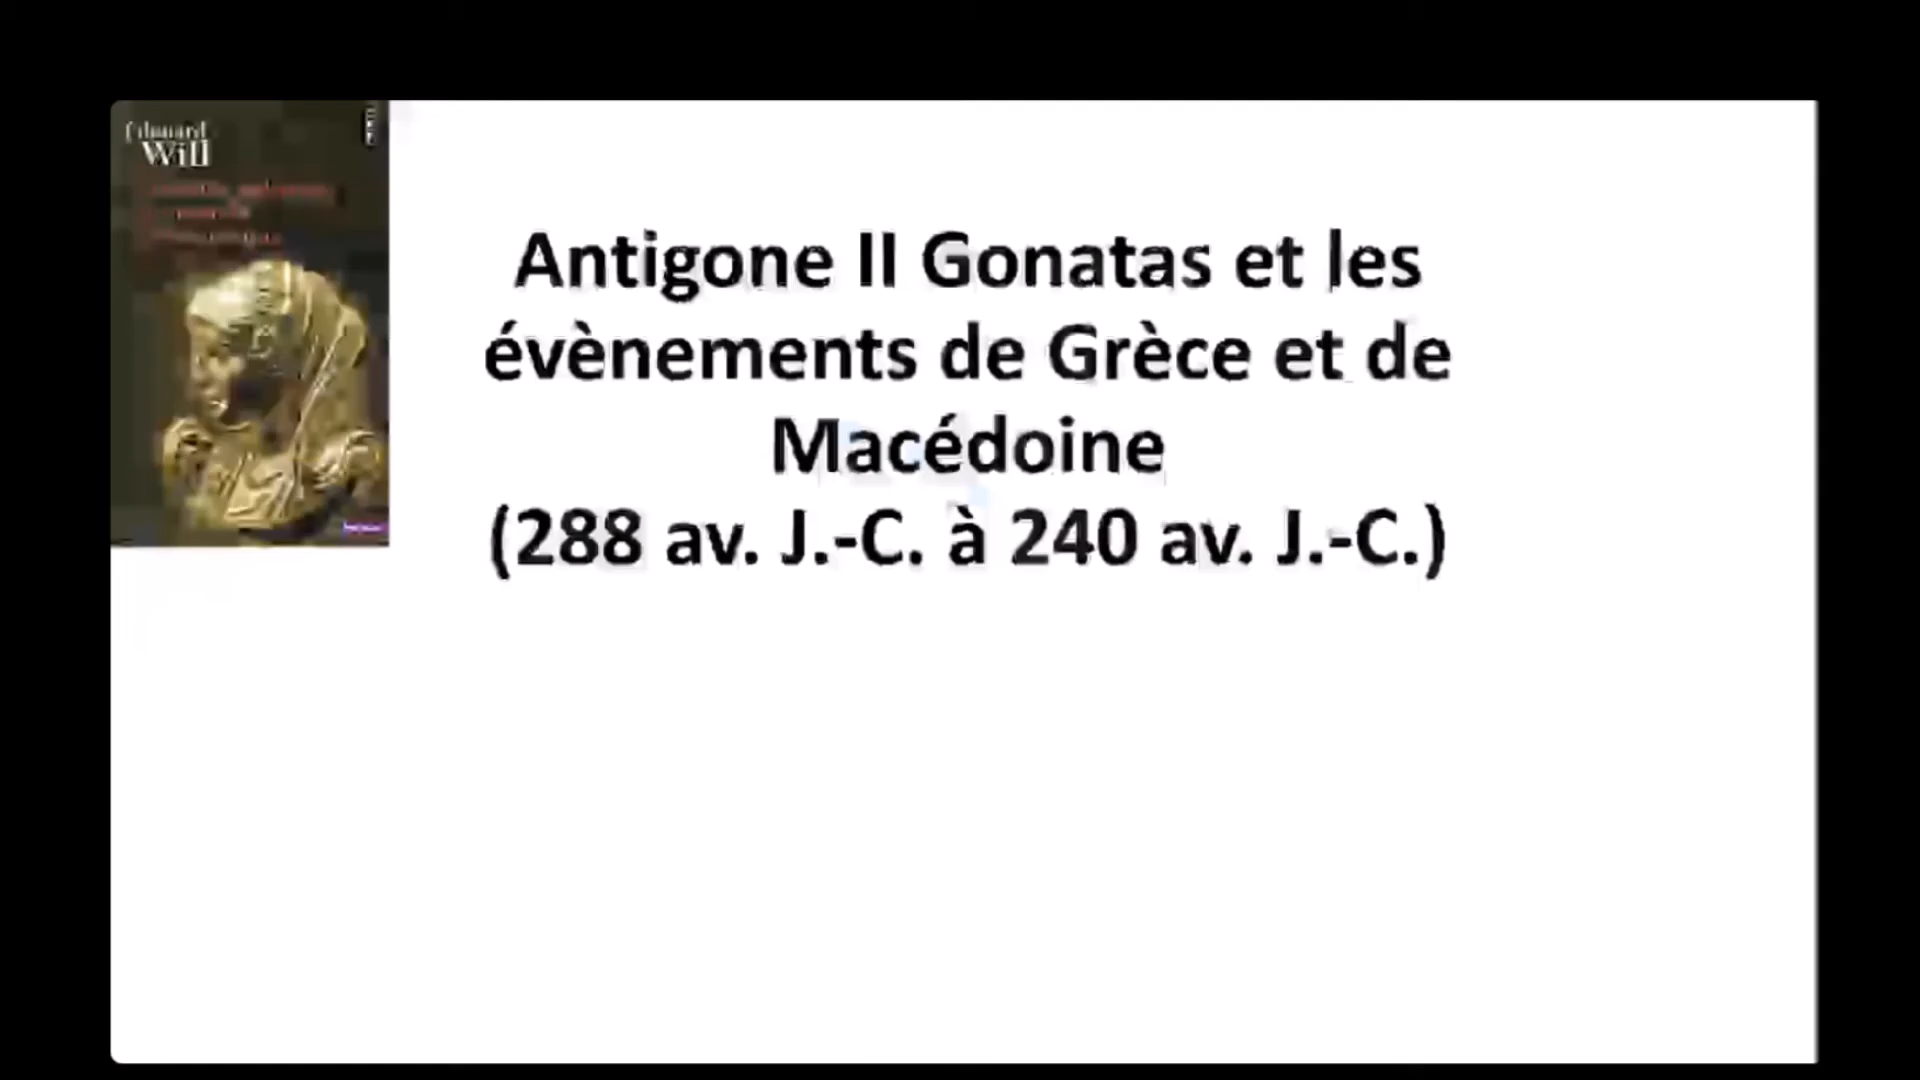 Édouard
Will
Antigone II Gonatas et les
évènements de Grèce et de
Macédoine
(288 av. J.-C. à 240 av. J.-C.)